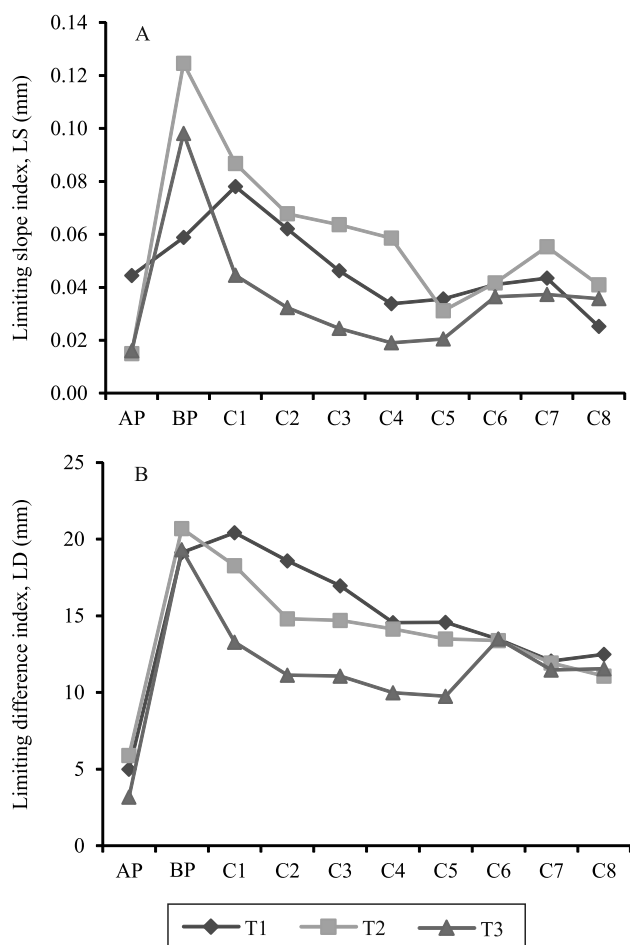 A
Limiting slope index, LS (mm)
0.14
0.12
0.10
0.08
0.06
0.04
0.02
0.00
AP BP C1 C2 C3 C4 C5 C6 C7 C8
B
Limiting difference index, LD (mm)
25
20
15
10
5
0
AP BP C1 C2 C3 C4 C5 C6 C7 C8
T1 T2 T3